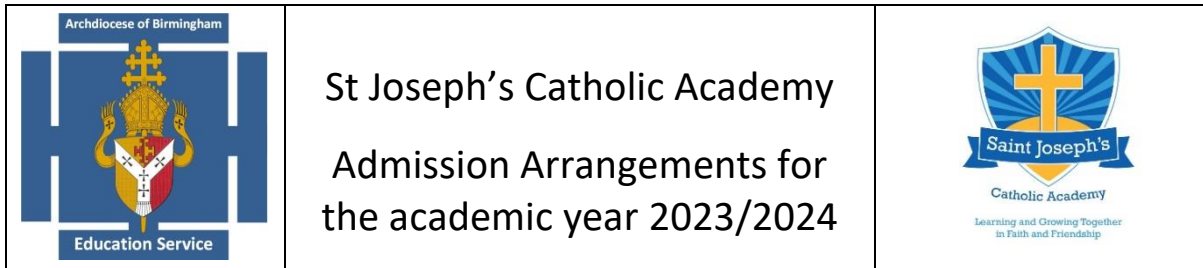 Archdiocese of Birmingham
Education Service
St Joseph’s Catholic Academy
Admission Arrangements for
the academic year 2023/2024
Saint Joseph's
Catholic Academy
Learning and Growing Together
in Faith and Friendship